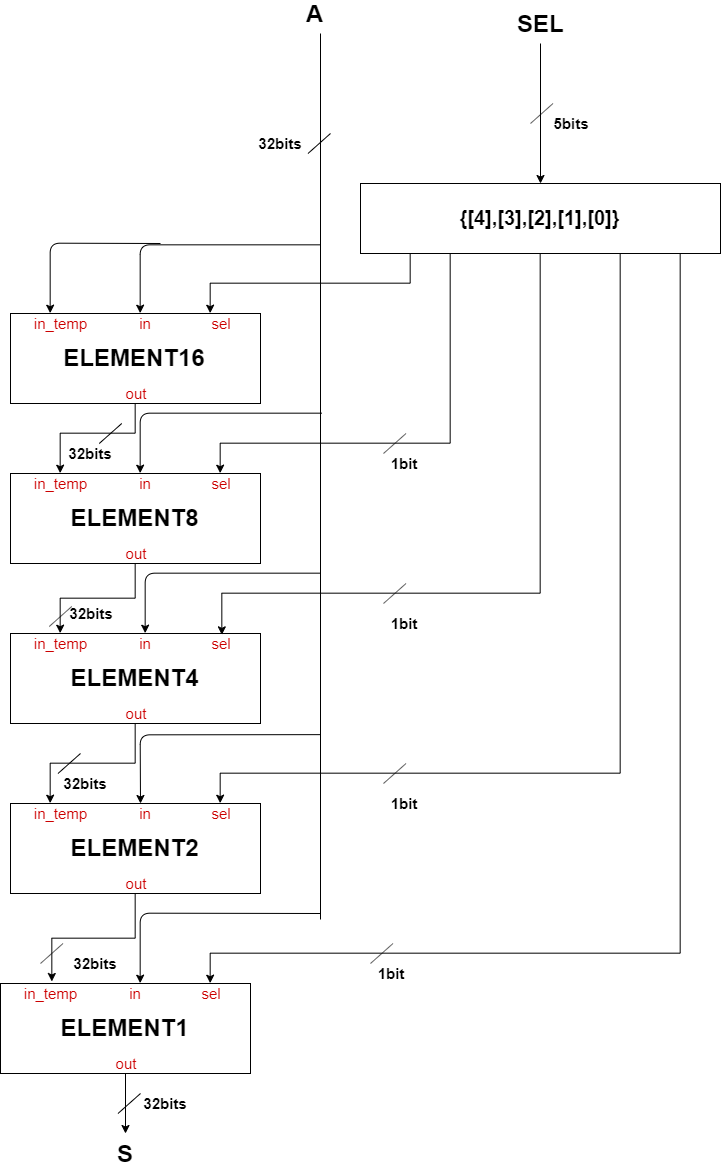 A
SEL
32bits
5bits
{[4],[3],[2],[1],[0]}
in_temp in sel
ELEMENT16
out
32bits
1bit
in_temp in sel
ELEMENT8
out
32bits
1bit
in_temp in sel
ELEMENT4
out
32bits
1bit
in_temp in sel
ELEMENT2
out
32bits
1bit
in_temp in sel
ELEMENT1
out
32bits
S